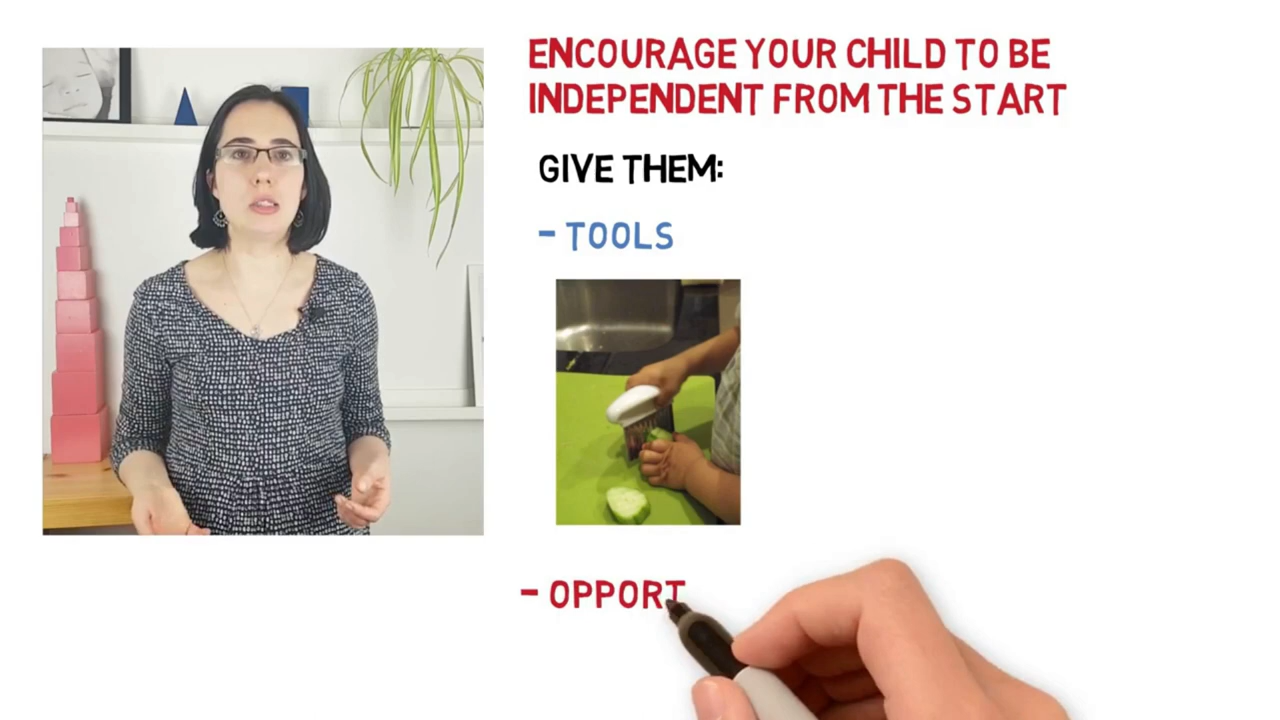 ENCOURAGE YOUR CHILD TO BE
INDEPENDENT FROM THE START
GIVE THEM:
- TOOLS
- OPPORT